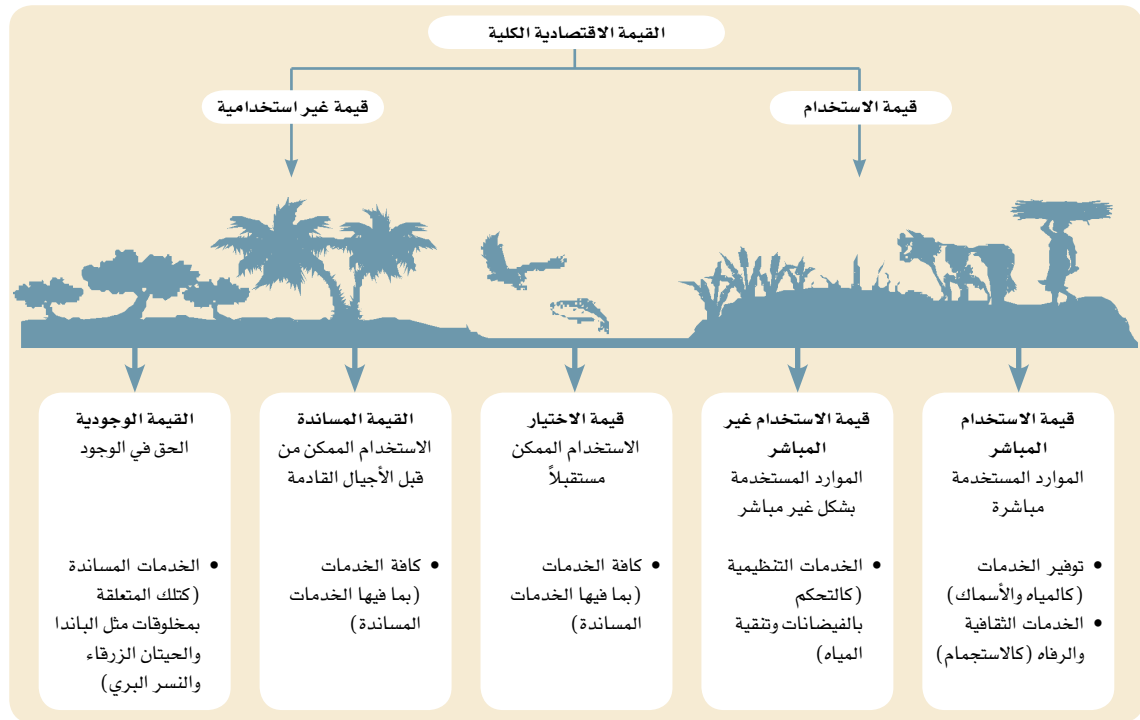 القيمة الاقتصادية الكلية
قيمة الاستخدام
قيمة غير استخدامية
قيمة الاستخدام
المباشر
الموارد المستخدمة
مباشرة
• توفير الخدمات
(كالمياه والأسماك)
• الخدمات الثقافية
والرفاه (كالاستجمام)
قيمة الاستخدام غير
المباشر
الموارد المستخدمة
بشكل غير مباشر
• الخدمات التنظيمية
(كالتحكم
بالفيضانات وتنقية
المياه)
قيمة الاختيار
الاستخدام الممكن
مستقبلاً
• كافة الخدمات
(بما فيها الخدمات
المساندة)
القيمة المساندة
الاستخدام الممكن من
قبل الأجيال القادمة
• كافة الخدمات
(بما فيها الخدمات
المساندة)
القيمة الوجودية
الحق في الوجود
• الخدمات المساندة
(كتلك المتعلقة
بمخلوقات مثل الباندا
والحيتان الزرقاء
والنسر البري)